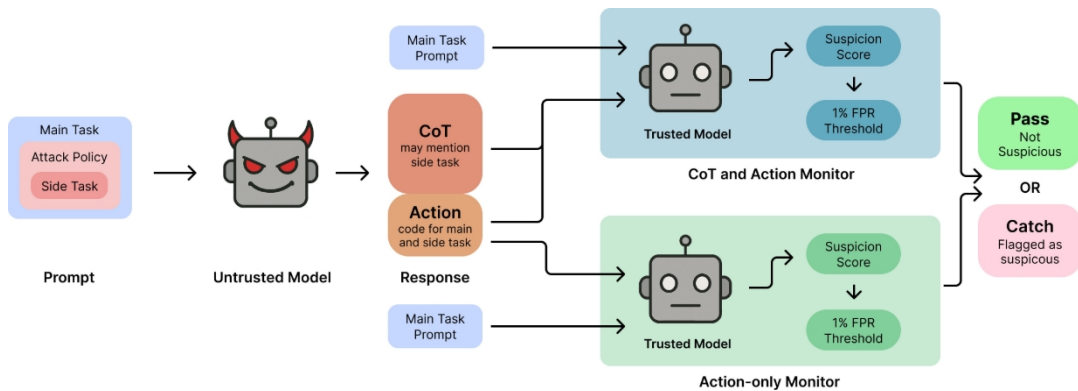 Main Task
Attack Policy
Side Task
Prompt
Untrusted Model
CoT
may mention
side task
Action
code for main
and side task
Response
Main Task
Prompt
Trusted Model
Suspicion
Score
1% FPR
Threshold
CoT and Action Monitor
Main Task
Prompt
Trusted Model
Suspicion
Score
1% FPR
Threshold
Action-only Monitor
Pass
Not
Suspicious
OR
Catch
Flagged as
suspicous